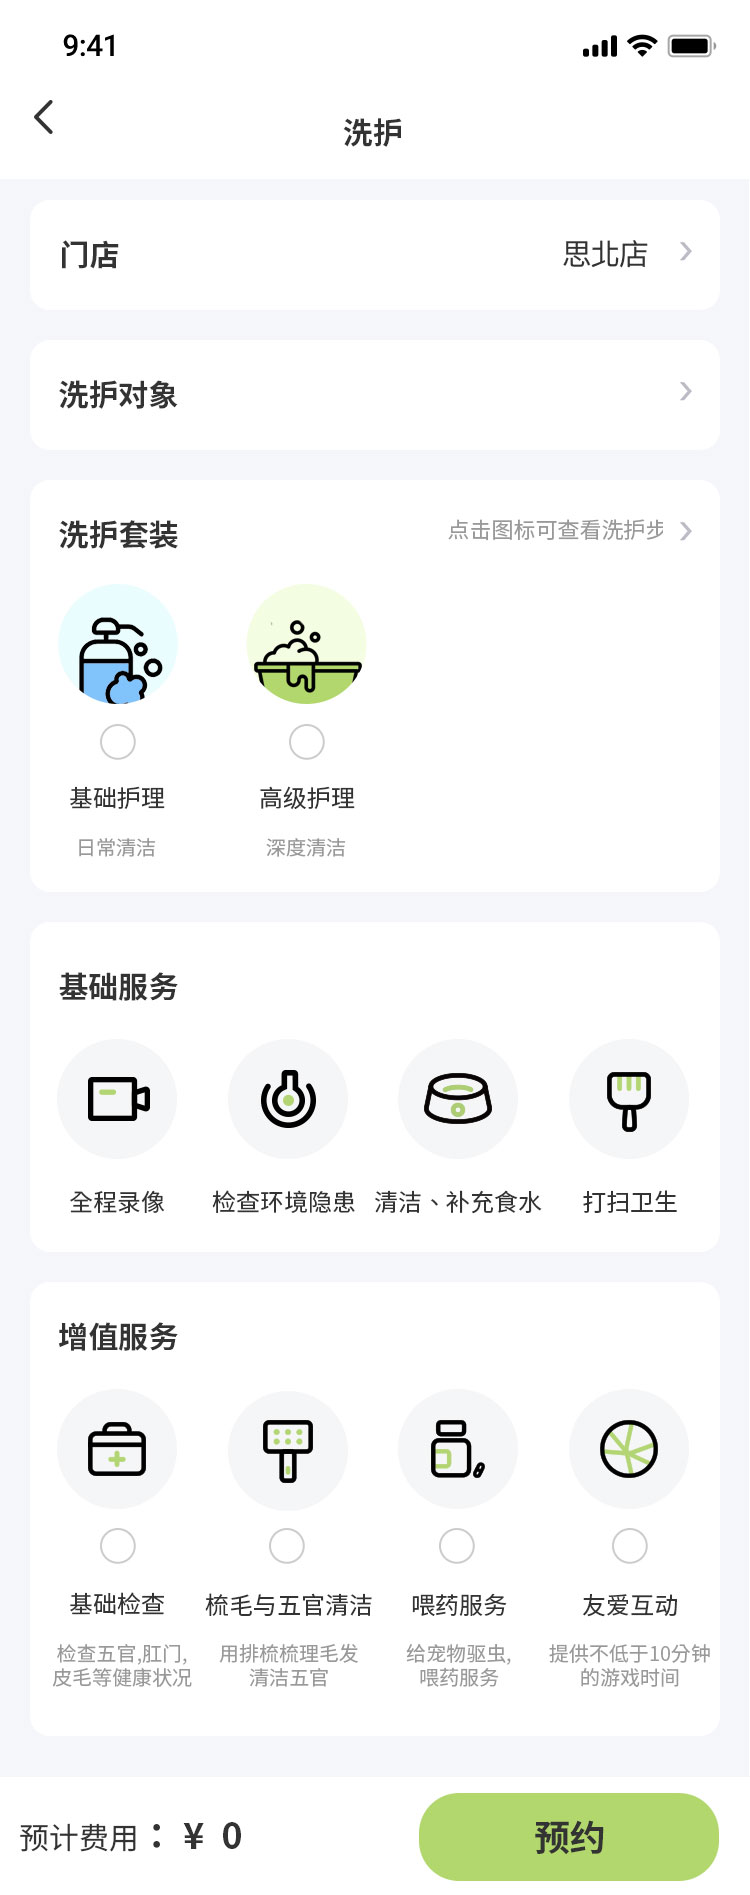 9:41
洗护
门店
思北店
洗护对象
洗护套装
点击图标可查看洗护步
基础护理
高级护理
日常清洁
深度清洁
基础服务
全程录像
检查环境隐患
清洁、补充食水
打扫卫生
增值服务
基础检查
梳毛与五官清洁
喂药服务
友爱互动
检查五官,肛门,
皮毛等健康状况
用排梳梳理毛发
清洁五官
给宠物驱虫,
喂药服务
提供不低于10分钟
的游戏时间
预计费用：￥ 0
预约